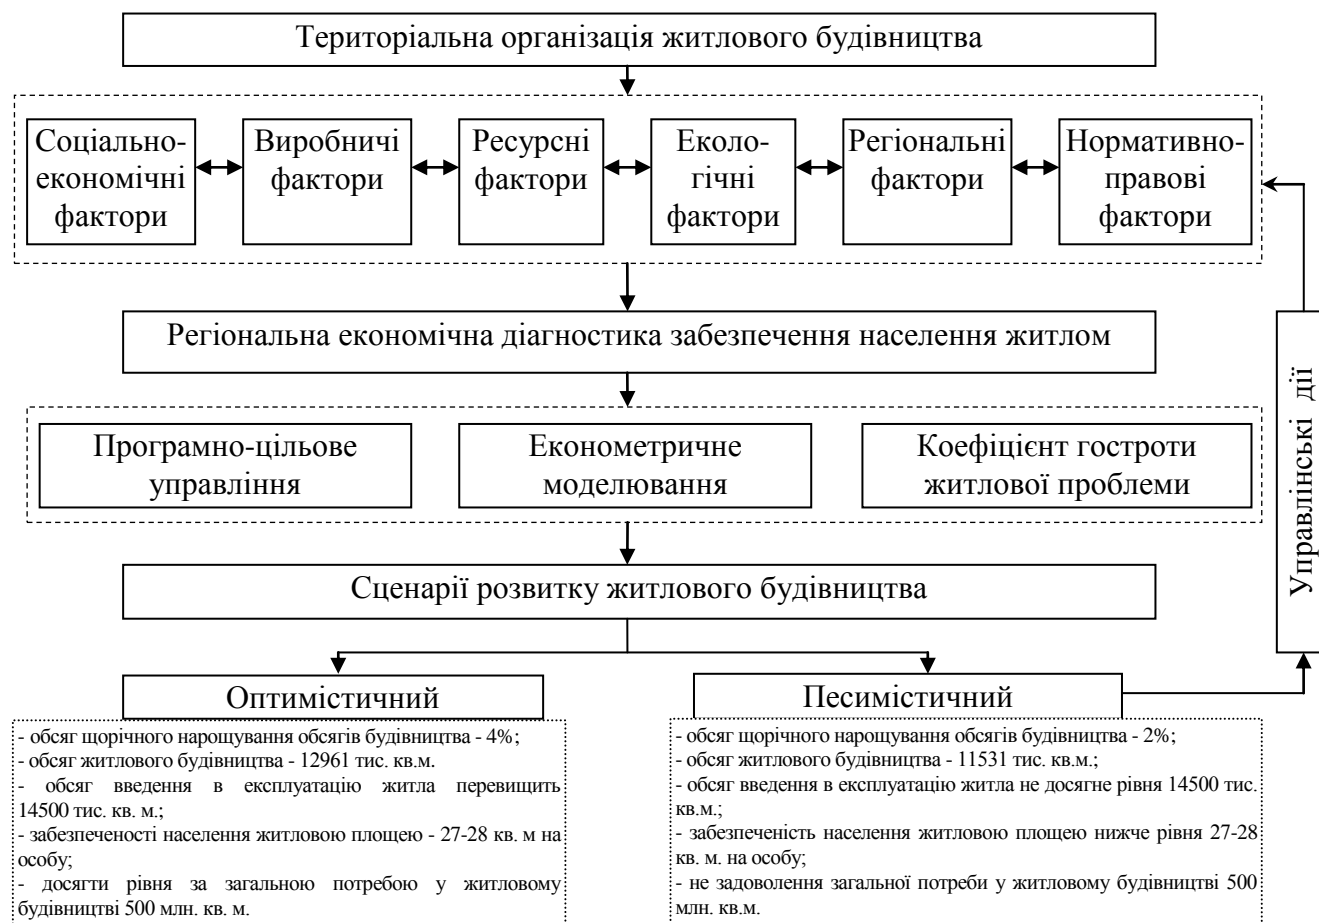 Територіальна організація житлового будівництва
Соціально-
економічні
фактори
Виробничі
фактори
Ресурсні
фактори
Еколо-
гічні
фактори
Регіональні
фактори
Нормативно-
правові
фактори
Регіональна економічна діагностика забезпечення населення житлом
Програмно-цільове
управління
Економетричне
моделювання
Коефіцієнт гостроти
житлової проблеми
Управлінські дії
Сценарії розвитку житлового будівництва
Оптимістичний
- обсяг щорічного нарощування обсягів будівництва - 4%;
- обсяг житлового будівництва - 12961 тис. кв.м.
- обсяг введення в експлуатацію житла перевищить
14500 тис. кв. м.;
- забезпеченості населення житловою площею - 27-28 кв. м на
особу;
- досягти рівня за загальною потребою у житловому
будівництві 500 млн. кв. м.
Песимістичний
- обсяг щорічного нарощування обсягів будівництва - 2%;
- обсяг житлового будівництва - 11531 тис. кв.м.;
- обсяг введення в експлуатацію житла не досягне рівня 14500 тис.
кв.м.;
- забезпеченість населення житловою площею нижче рівня 27-28
кв. м. на особу;
- не задоволення загальної потреби у житловому будівництві 500
млн. кв.м.